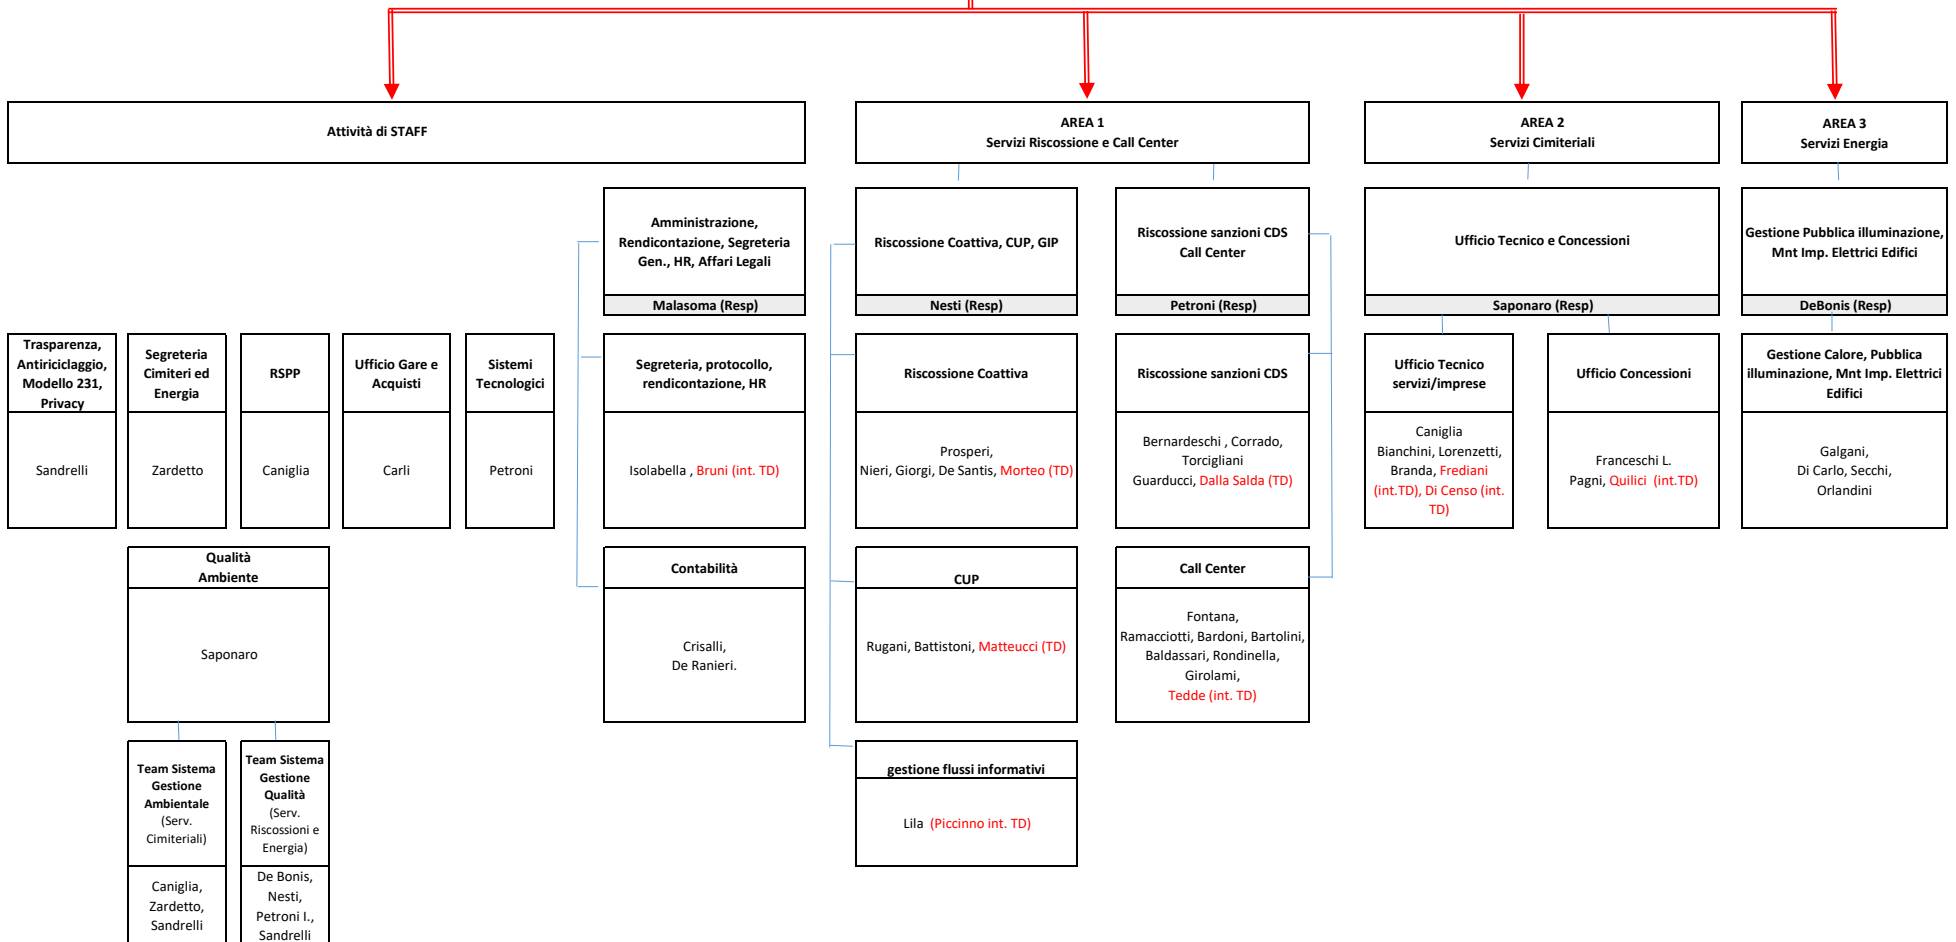 Attività di STAFF
AREA 1
Servizi Riscossione e Call Center
AREA 2
Servizi Cimiteriali
AREA 3
Servizi Energia
Amministrazione,
Rendicontazione, Segreteria
Gen., HR, Affari Legali
Malasoma (Resp)
Riscossione Coattiva, CUP, GIP
Nesti (Resp)
Riscossione sanzioni CDS
Call Center
Petroni (Resp)
Ufficio Tecnico e Concessioni
Saponaro (Resp)
Gestione Pubblica illuminazione,
Mnt Imp. Elettrici Edifici
DeBonis (Resp)
Trasparenza,
Antiriciclaggio,
Modello 231,
Privacy
Sandrelli
Segreteria
Cimiteri ed
Energia
Zardetto
RSPP
Caniglia
Ufficio Gare e
Acquisti
Carli
Sistemi
Tecnologici
Petroni
Segreteria, protocollo,
rendicontazione, HR
Isolabella , Bruni (int. TD)
Riscossione Coattiva
Prosperi,
Nieri, Giorgi, De Santis, Morteo (TD)
Riscossione sanzioni CDS
Bernardeschi , Corrado,
Torcigliani
Guarducci, Dalla Salda (TD)
Ufficio Tecnico
servizi/imprese
Caniglia
Bianchini, Lorenzetti,
Branda, Frediani
(int.TD), Di Censo (int.
TD)
Ufficio Concessioni
Franceschi L.
Pagni, Quilici (int.TD)
Gestione Calore, Pubblica
illuminazione, Mnt Imp. Elettrici
Edifici
Galgani,
Di Carlo, Secchi,
Orlandini
Qualità
Ambiente
Saponaro
Contabilità
Crisalli,
De Ranieri.
CUP
Rugani, Battistoni, Matteucci (TD)
Call Center
Fontana,
Ramacciotti, Bardoni, Bartolini,
Baldassari, Rondinella,
Girolami,
Tedde (int. TD)
Team Sistema
Gestione
Ambientale
(Serv.
Cimiteriali)
Caniglia,
Zardetto,
Sandrelli
Team Sistema
Gestione
Qualità
(Serv.
Riscossioni e
Energia)
De Bonis,
Nesti,
Petroni I.,
Sandrelli
gestione flussi informativi
Lila (Piccinno int. TD)